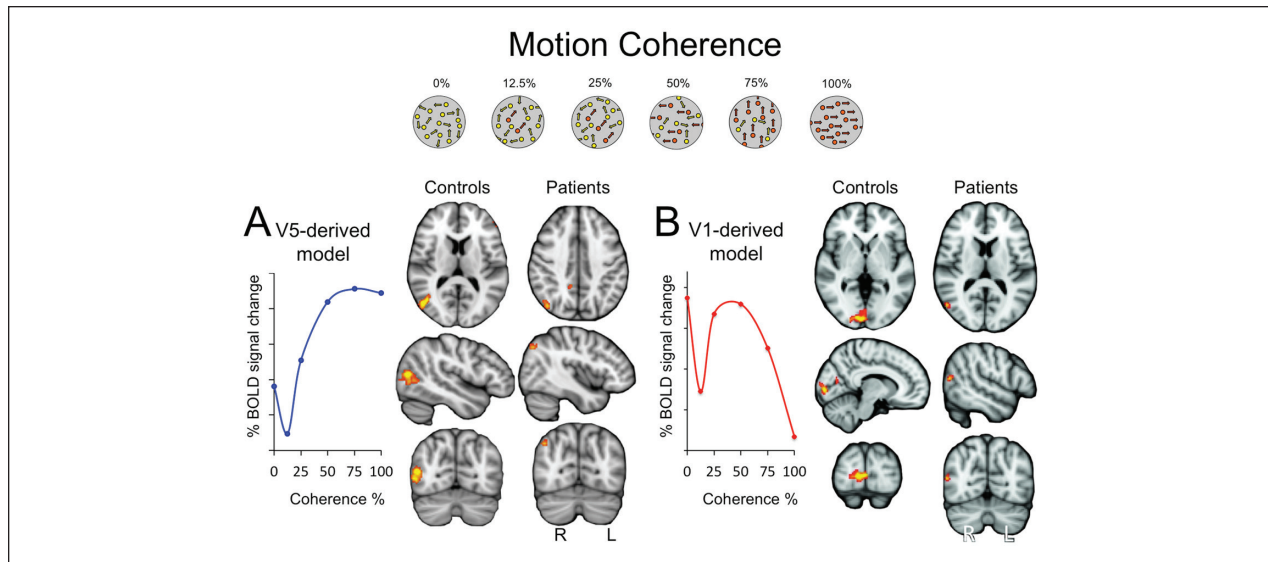 Motion Coherence
0% 12.5% 25% 50% 75% 100%
A V5-derived
model
Controls Patients
% BOLD signal change
0 25 50 75 100
Coherence %
R L
B V1-derived
model
Controls Patients
% BOLD signal change
0 25 50 75 100
Coherence %
R L